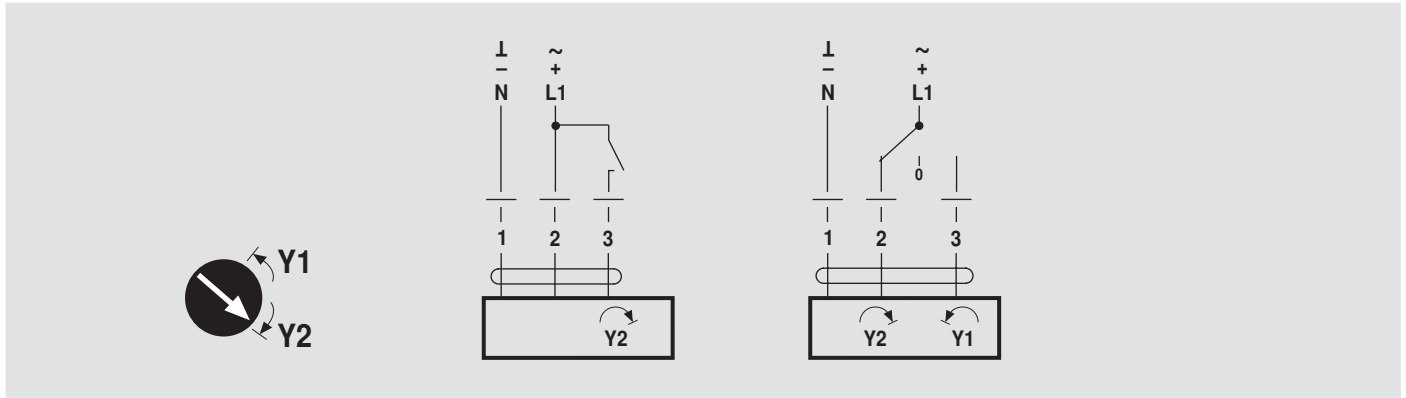 ⊥ ~ ⊥ ~
– + – +
N L1 N L1
0
1 2 3 1 2 3
Y1
Y2 Y2 Y2 Y1